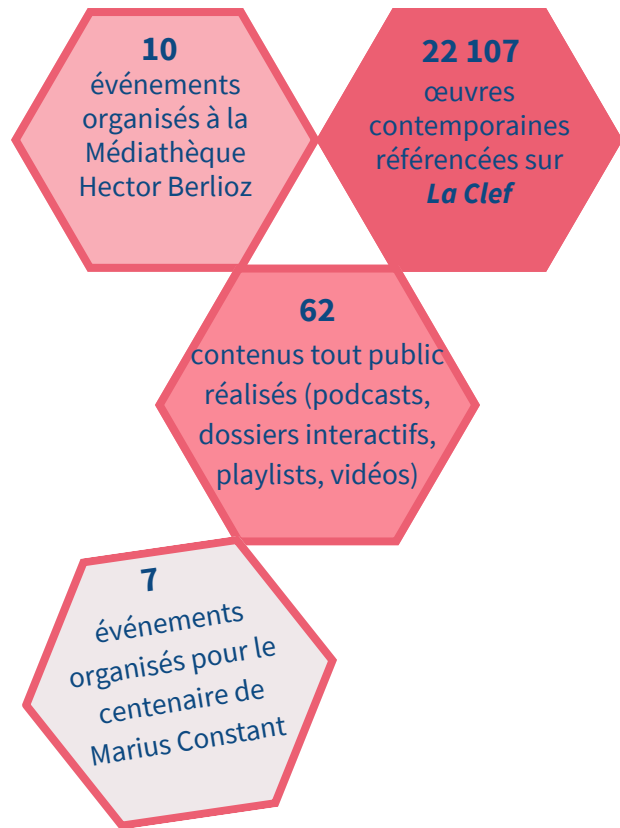 10
événements
organisés à la
Médiathèque
Hector Berlioz
22 107
œuvres
contemporaines
référencées sur
La Clef
62
contenus tout public
réalisés (podcasts,
dossiers interactifs,
playlists, vidéos)
7
événements
organisés pour le
centenaire de
Marius Constant